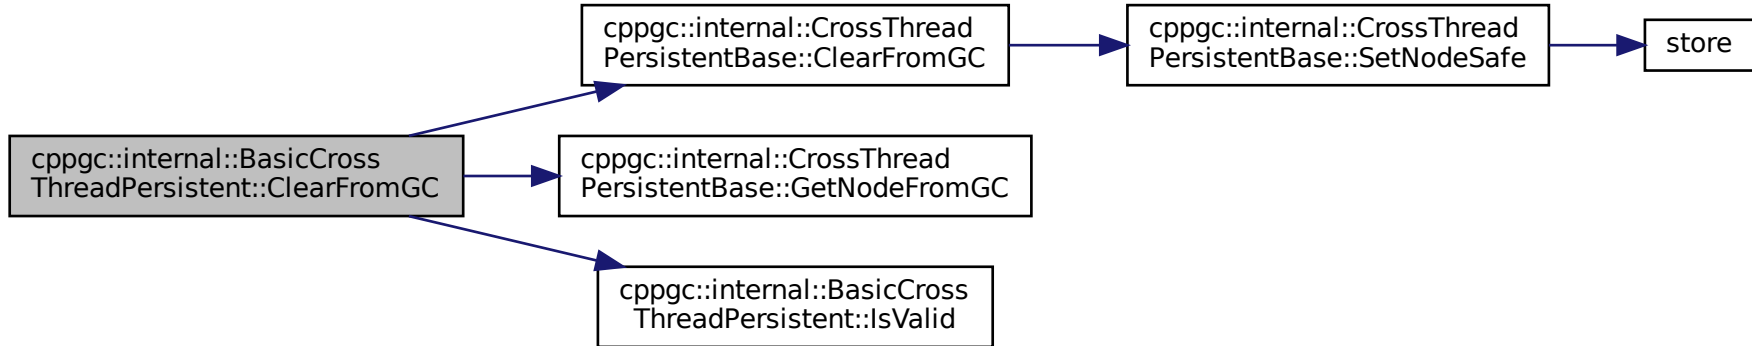 cppgc::internal::CrossThread
PersistentBase::ClearFromGC
cppgc::internal::CrossThread
PersistentBase::SetNodeSafe
store
cppgc::internal::BasicCross
ThreadPersistent::ClearFromGC
cppgc::internal::CrossThread
PersistentBase::GetNodeFromGC
cppgc::internal::BasicCross
ThreadPersistent::IsValid